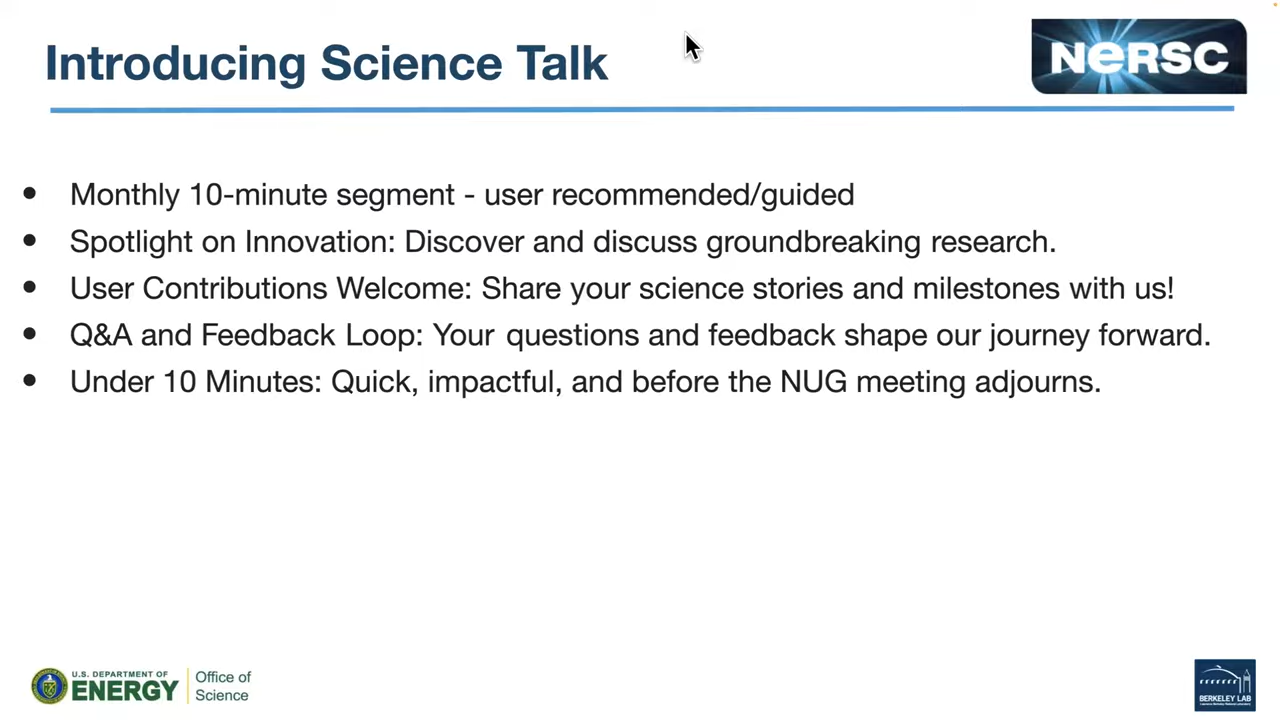 Introducing Science Talk
NERSC
• Monthly 10-minute segment - user recommended/guided
• Spotlight on Innovation: Discover and discuss groundbreaking research.
• User Contributions Welcome: Share your science stories and milestones with us!
• Q&A and Feedback Loop: Your questions and feedback shape our journey forward.
• Under 10 Minutes: Quick, impactful, and before the NUG meeting adjourns.
U.S. DEPARTMENT OF
ENERGY
Office of
Science
BERKELEY LAB